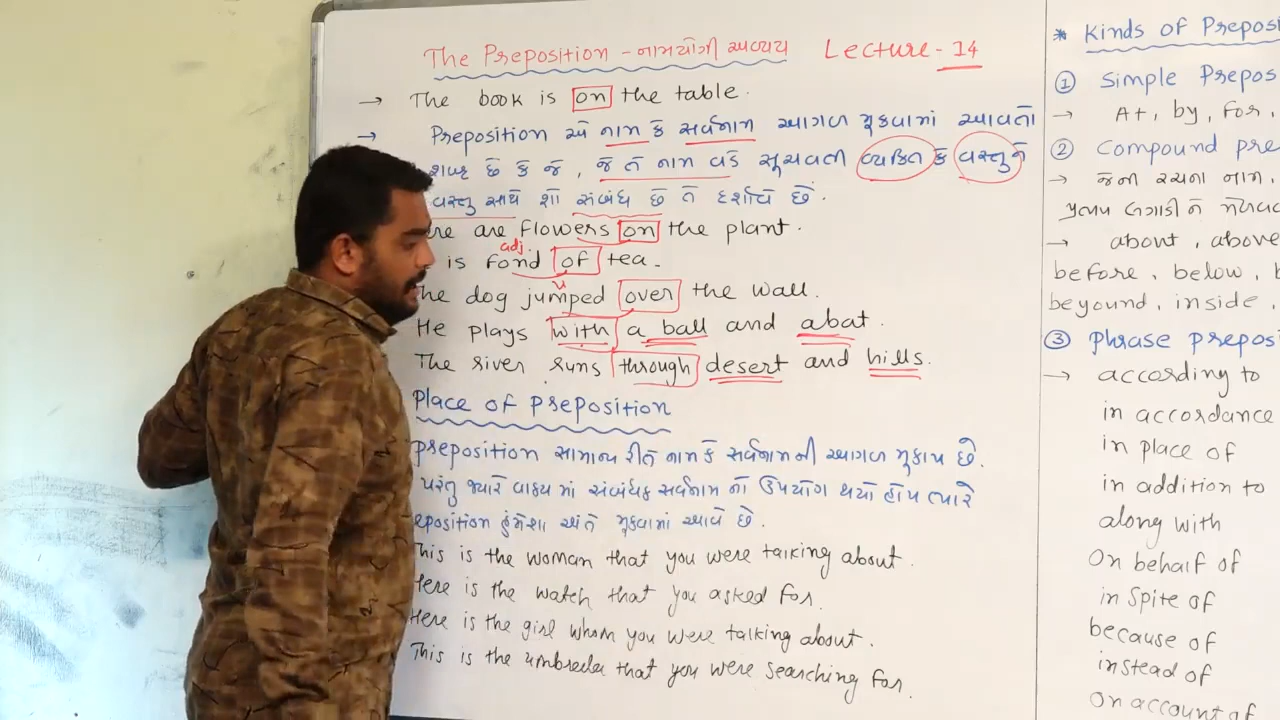 The Preposition - નામયોગી અવ્યય Lecture - 14
→ The book is on the table.
→ Preposition એ નામ કે સર્વનામ આગળ મૂકવામાં આવતો
શબ્દ છે કે જે, જે તે નામ વડે સૂચવતી વ્યકિત કે વસ્તુને
વસ્તુ સાથે શો સંબંધ છે તે દર્શાવે છે.
are flowers on the plant.
adj.
is fond of tea.
v
The dog jumped over the wall.
He plays with a ball and abat.
The river runs through desert and hills.
Place of preposition
preposition સામાન્ય રીતે નામ કે સર્વનામની આગળ મૂકાય છે.
પરંતુ જ્યારે વાકય માં સંબંધક સર્વનામ નો ઉપયોગ થયો હોય ત્યારે
eposition હંમેશા અંતે મૂકવામાં આવે છે.
This is the woman that you were talking about.
Here is the watch that you asked for.
Here is the girl whom you were talking about.
This is the umbrella that you were searching for.
* Kinds of Preposi
① Simple Prepos
→ At, by, for,
② Compound pre
→ જેની રચના નામ,
→ about, above
before, below, b
beyound, inside,
③ Phrase prepos
→ according to
in accordance
in place of
in addition to
along with
On behalf of
in Spite of
because of
instead of
On account of